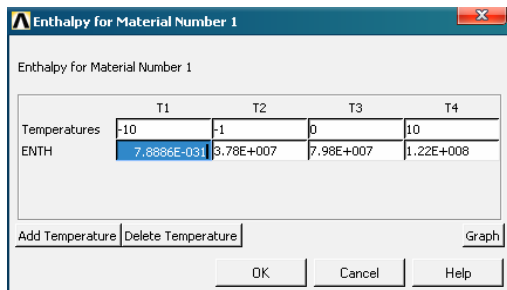 Enthalpy for Material Number 1
Enthalpy for Material Number 1
T1 T2 T3 T4
Temperatures -10 -1 0 10
ENTH 7.8886E-031 3.78E+007 7.98E+007 1.22E+008
Add Temperature Delete Temperature Graph
OK Cancel Help